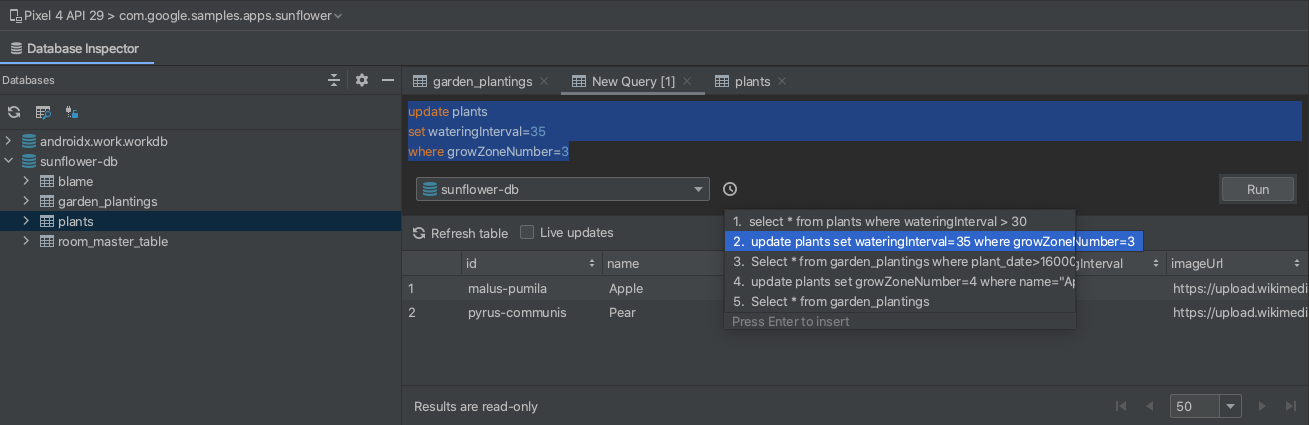 Pixel 4 API 29 > com.google.samples.apps.sunflower
Database Inspector
Databases
garden_plantings
New Query [1]
plants
androidx.work.workdb
sunflower-db
blame
garden_plantings
plants
room_master_table
update plants
set wateringInterval=35
where growZoneNumber=3
sunflower-db
Run
1. select * from plants where wateringInterval > 30
2. update plants set wateringInterval=35 where growZoneNumber=3
3. Select * from garden_plantings where plant_date>16000
4. update plants set growZoneNumber=4 where name="Ap
5. Select * from garden_plantings
Press Enter to insert
Refresh table
Live updates
id name imageUrl
1 malus-pumila Apple https://upload.wikimedi
2 pyrus-communis Pear https://upload.wikimedi
Results are read-only
50